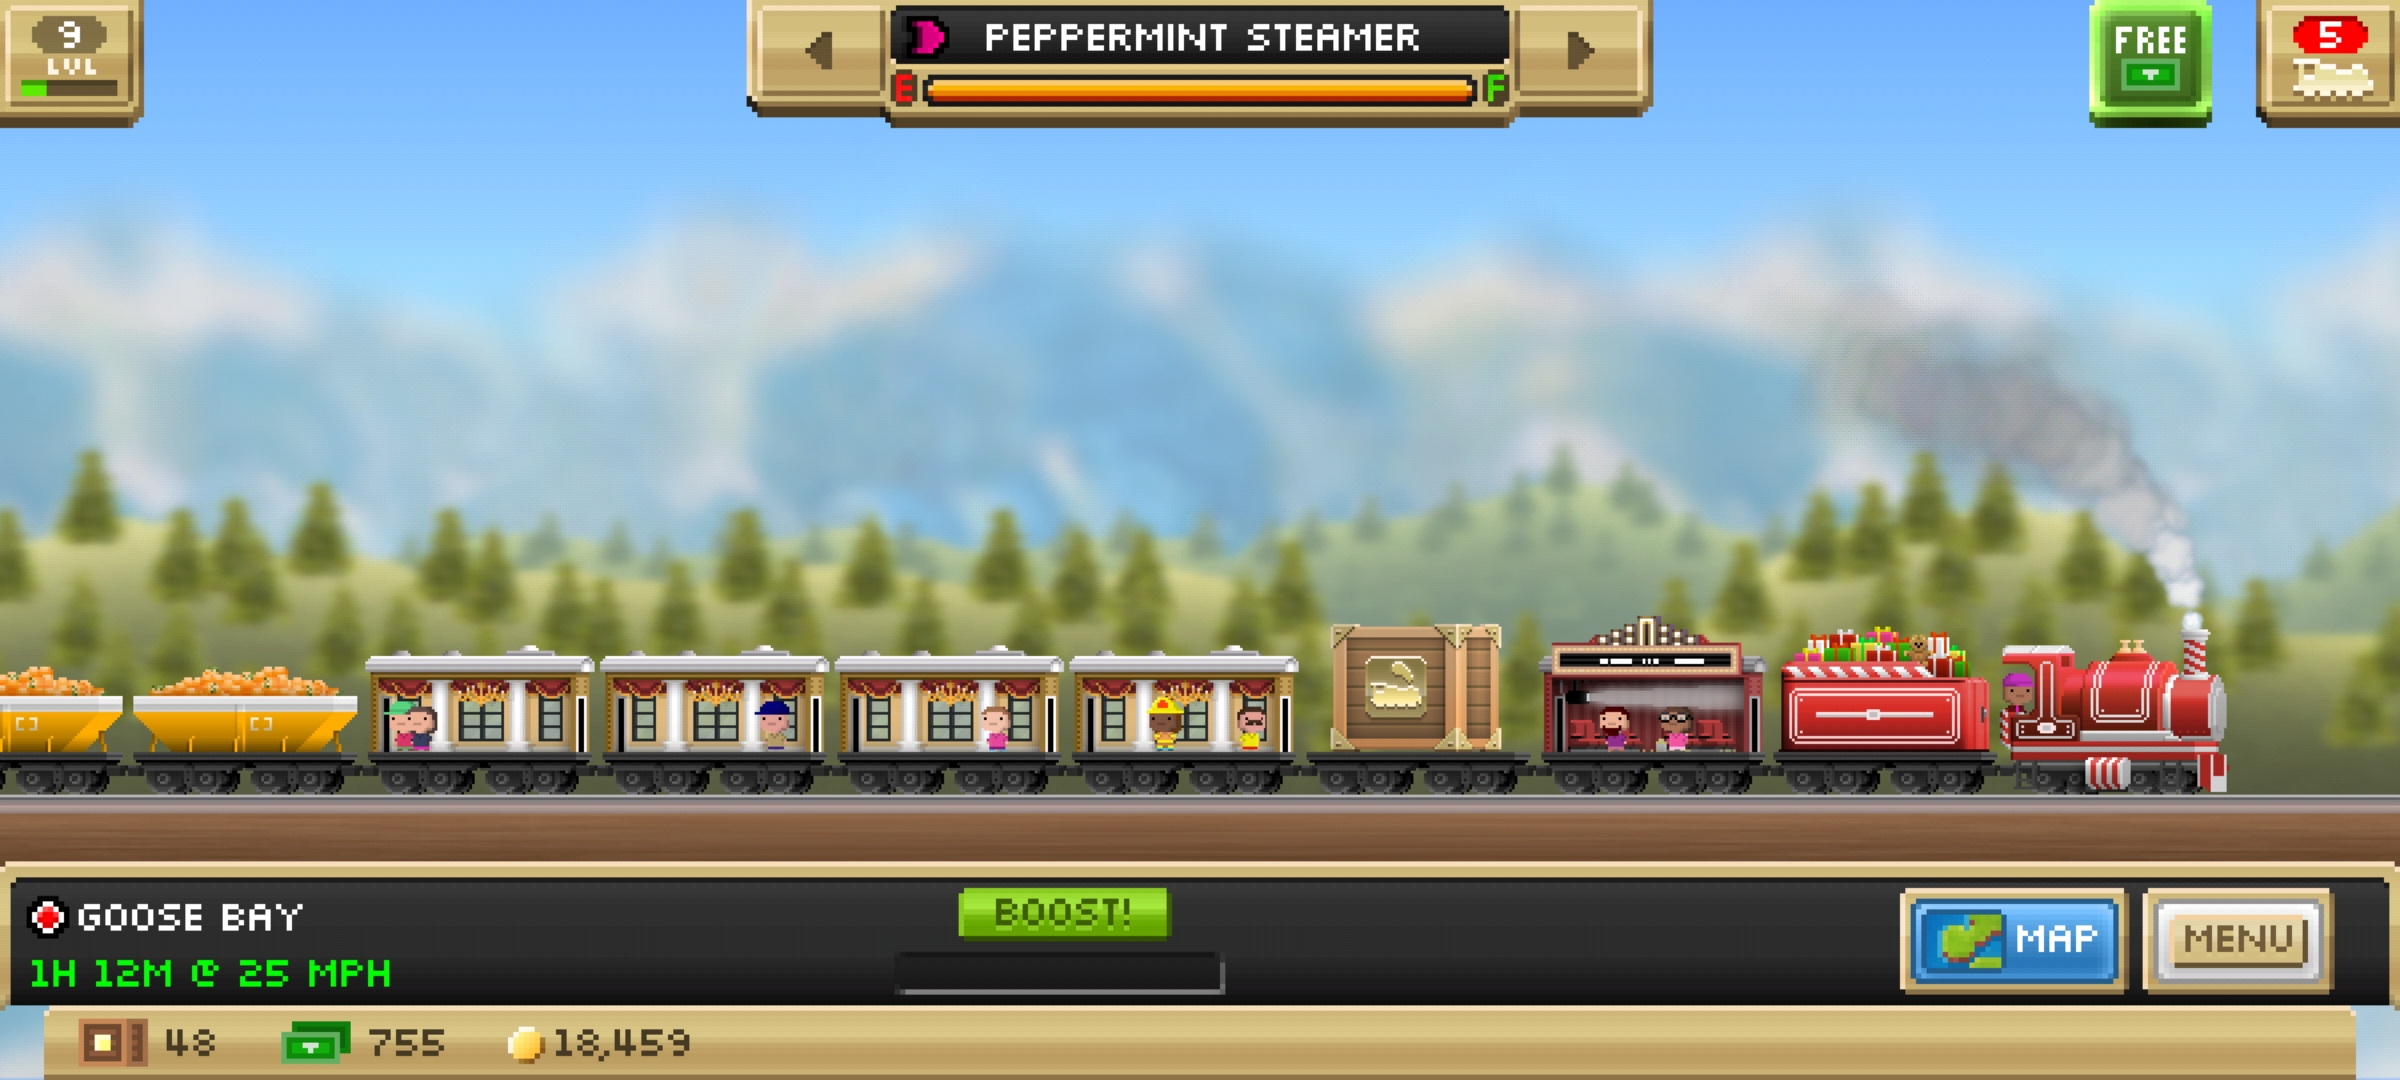 9
LVL
PEPPERMINT STEAMER
E F
FREE
5
GOOSE BAY
1H 12M @ 25 MPH
BOOST!
MAP
MENU
48 755 18,459